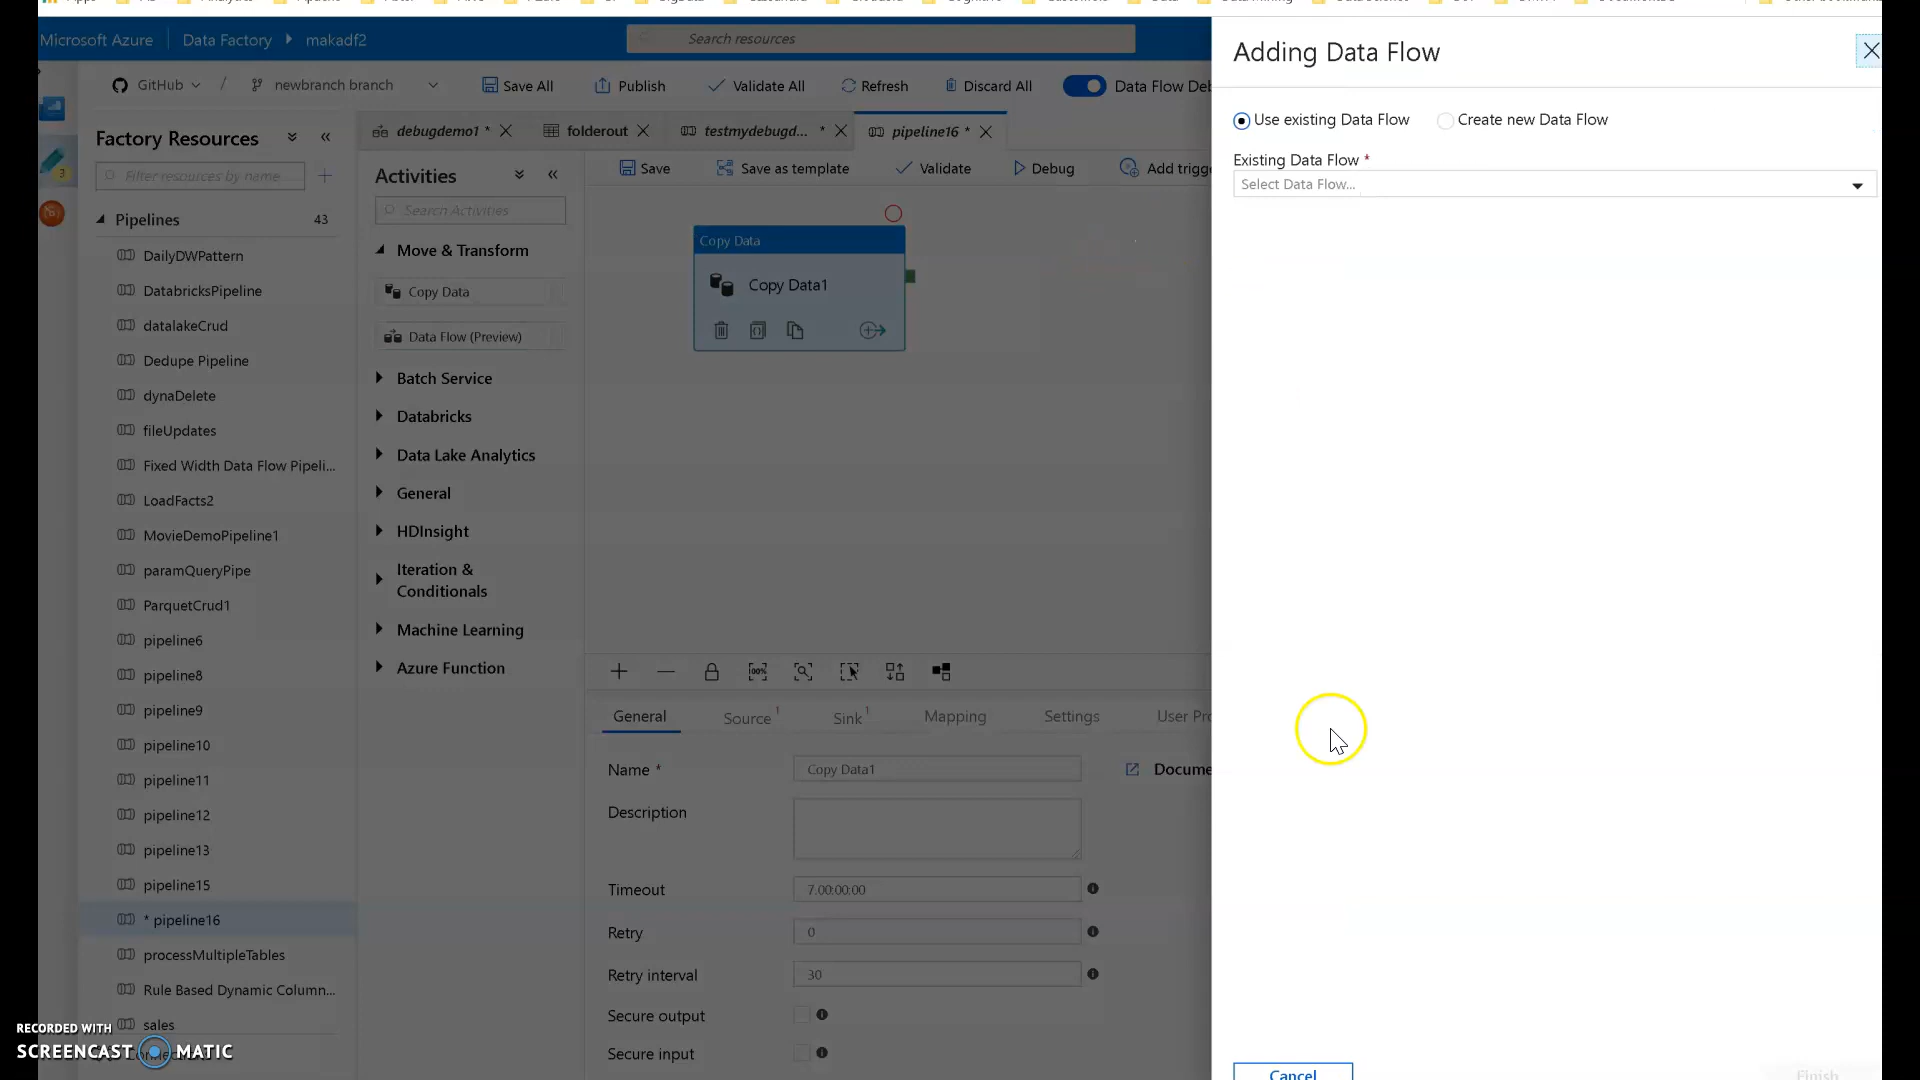 Microsoft Azure
Data Factory
makadf2
Search resources
GitHub
/
newbranch branch
Save All
Publish
Validate All
Refresh
Discard All
Data Flow Deb
3
Factory Resources
Filter resources by name
Pipelines
43
DailyDWPattern
DatabricksPipeline
datalakeCrud
Dedupe Pipeline
dynaDelete
fileUpdates
Fixed Width Data Flow Pipeli...
LoadFacts2
MovieDemoPipeline1
paramQueryPipe
ParquetCrud1
pipeline6
pipeline8
pipeline9
pipeline10
pipeline11
pipeline12
pipeline13
pipeline15
* pipeline16
processMultipleTables
Rule Based Dynamic Column...
sales
debugdemo1 *
folderout
testmydebugd... *
pipeline16 *
Activities
Search Activities
Move & Transform
Copy Data
Data Flow (Preview)
Batch Service
Databricks
Data Lake Analytics
General
HDInsight
Iteration &
Conditionals
Machine Learning
Azure Function
Save
Save as template
Validate
Debug
Add trigge
Copy Data
Copy Data1
100%
General
Source 1
Sink 1
Mapping
Settings
User Pro
Name *
Copy Data1
Docume
Description
Timeout
7.00:00:00
Retry
0
Retry interval
30
Secure output
Secure input
Adding Data Flow
Use existing Data Flow
Create new Data Flow
Existing Data Flow *
Select Data Flow...
Cancel
Finish
RECORDED WITH
SCREENCAST MATIC